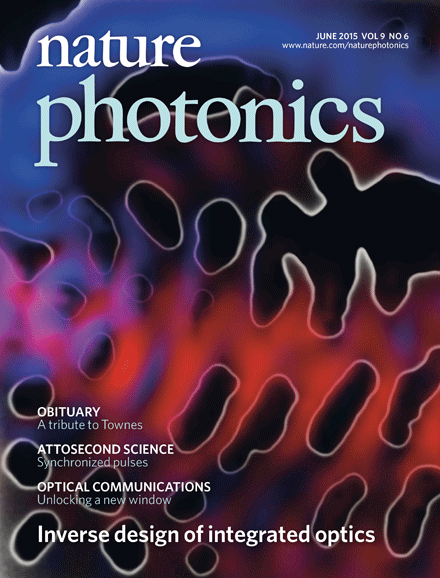 nature
JUNE 2015 VOL 9 NO 6
www.nature.com/naturephotonics
photonics
OBITUARY
A tribute to Townes
ATTOSECOND SCIENCE
Synchronized pulses
OPTICAL COMMUNICATIONS
Unlocking a new window
Inverse design of integrated optics